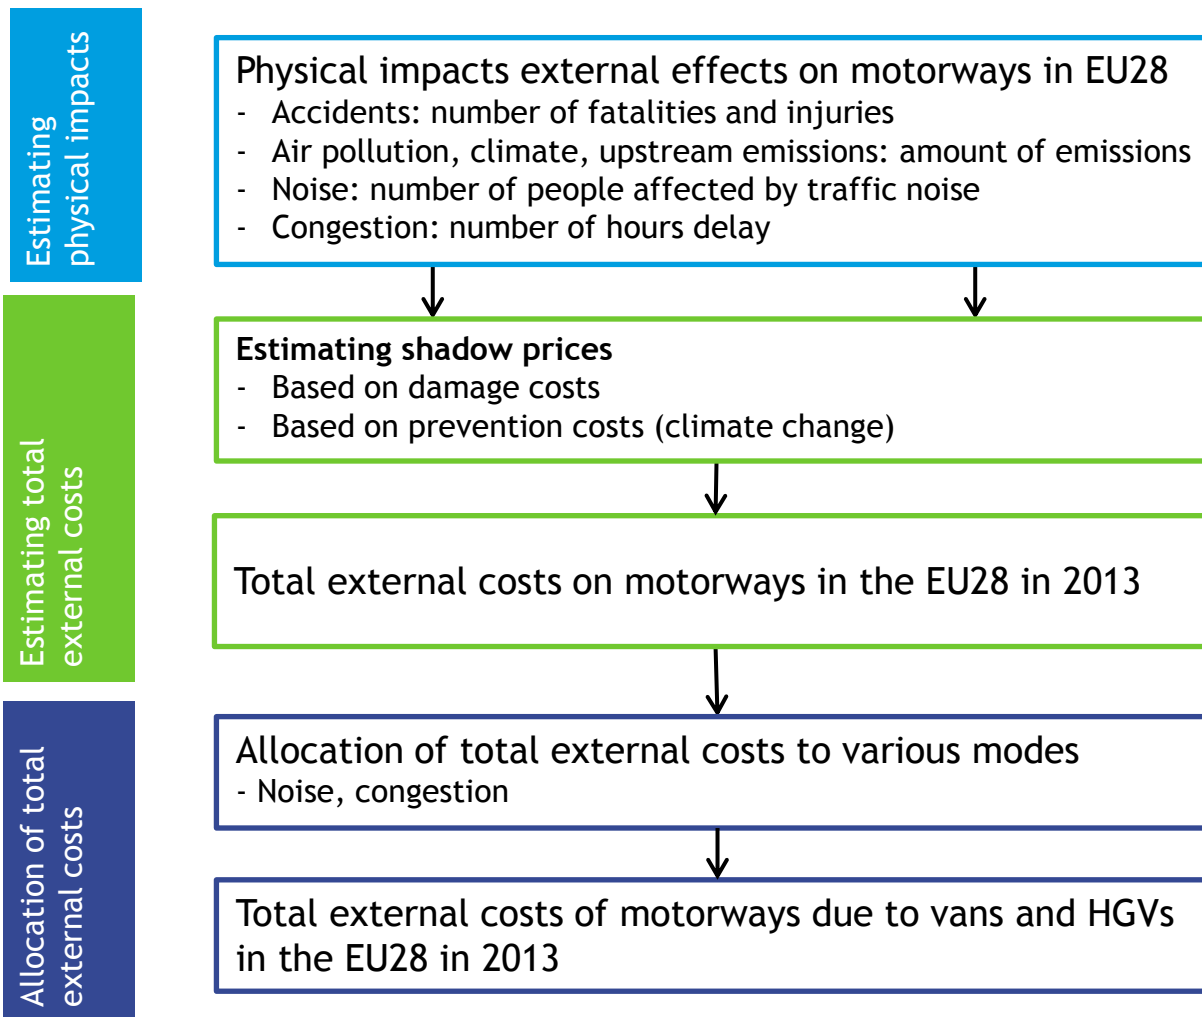 Estimating
physical impacts
Physical impacts external effects on motorways in EU28
- Accidents: number of fatalities and injuries
- Air pollution, climate, upstream emissions: amount of emissions
- Noise: number of people affected by traffic noise
- Congestion: number of hours delay
Estimating total
external costs
Estimating shadow prices
- Based on damage costs
- Based on prevention costs (climate change)
Total external costs on motorways in the EU28 in 2013
Allocation of total
external costs
Allocation of total external costs to various modes
- Noise, congestion
Total external costs of motorways due to vans and HGVs
in the EU28 in 2013